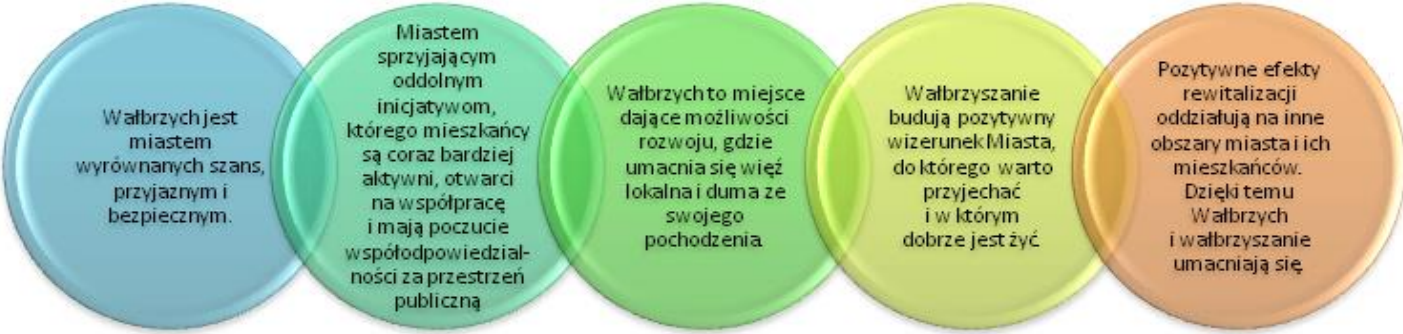 Wałbrzych jest
miastem
wyrównanych szans,
przyjaznym i
bezpiecznym.
Miastem
sprzyjającym
oddolnym
inicjatywom,
którego mieszkańcy
są coraz bardziej
aktywni, otwarci
na współpracę
i mają poczucie
współodpowiedzial-
ności za przestrzeń
publiczną
Wałbrzych to miejsce
dające możliwości
rozwoju, gdzie
umacnia się więź
lokalna i duma ze
swojego
pochodzenia.
Wałbrzyszanie
budują pozytywny
wizerunek Miasta,
do którego warto
przyjechać
i w którym
dobrze jest żyć
Pozytywne efekty
rewitalizacji
oddziałują na inne
obszary miasta i ich
mieszkańców.
Dzięki temu
Wałbrzych
i wałbrzyszanie
umacniają się.